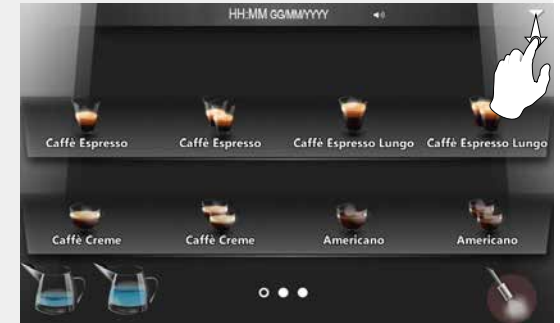 HH:MM GG/MM/YYYY
Caffè Espresso Caffè Espresso Caffè Espresso Lungo Caffè Espresso Lungo
Caffè Creme Caffè Creme Americano Americano